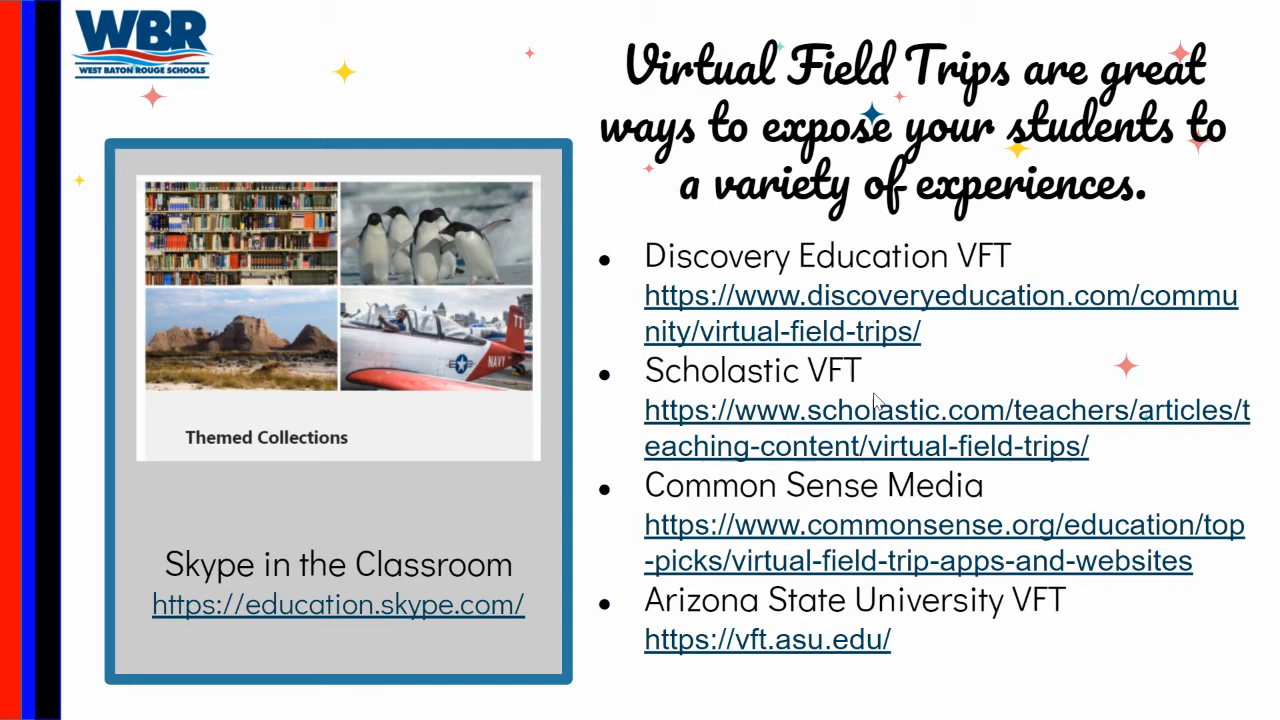 WBR
WEST BATON ROUGE SCHOOLS
Virtual Field Trips are great
ways to expose your students to
a variety of experiences.
TT
NAVY
Themed Collections
Skype in the Classroom
https://education.skype.com/
● Discovery Education VFT
https://www.discoveryeducation.com/commu
nity/virtual-field-trips/
● Scholastic VFT
https://www.scholastic.com/teachers/articles/t
eaching-content/virtual-field-trips/
● Common Sense Media
https://www.commonsense.org/education/top
-picks/virtual-field-trip-apps-and-websites
● Arizona State University VFT
https://vft.asu.edu/